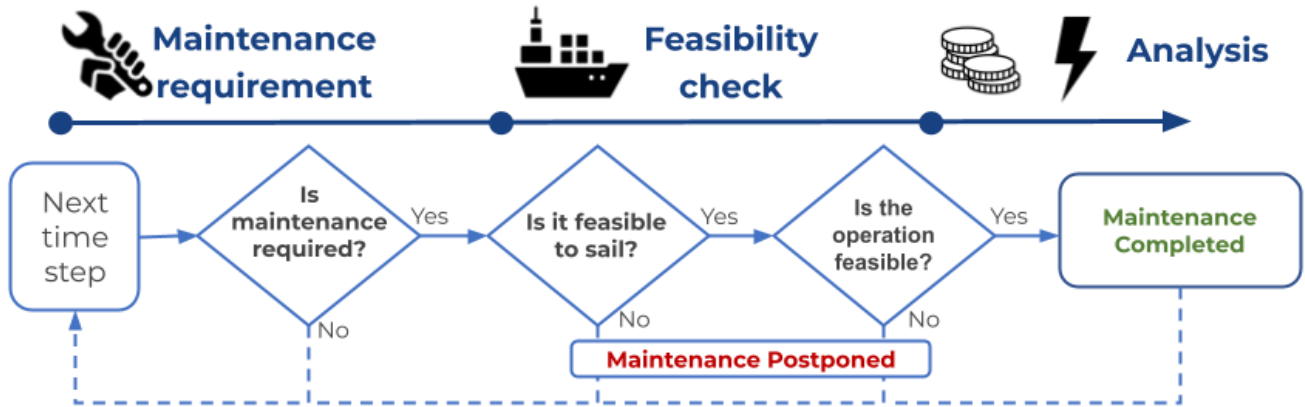 Maintenance
requirement
Feasibility
check
Analysis
Next
time
step
Is
maintenance
required?
Yes
Is it feasible
to sail?
Yes
Is the
operation
feasible?
Yes
Maintenance
Completed
No
No
No
Maintenance Postponed